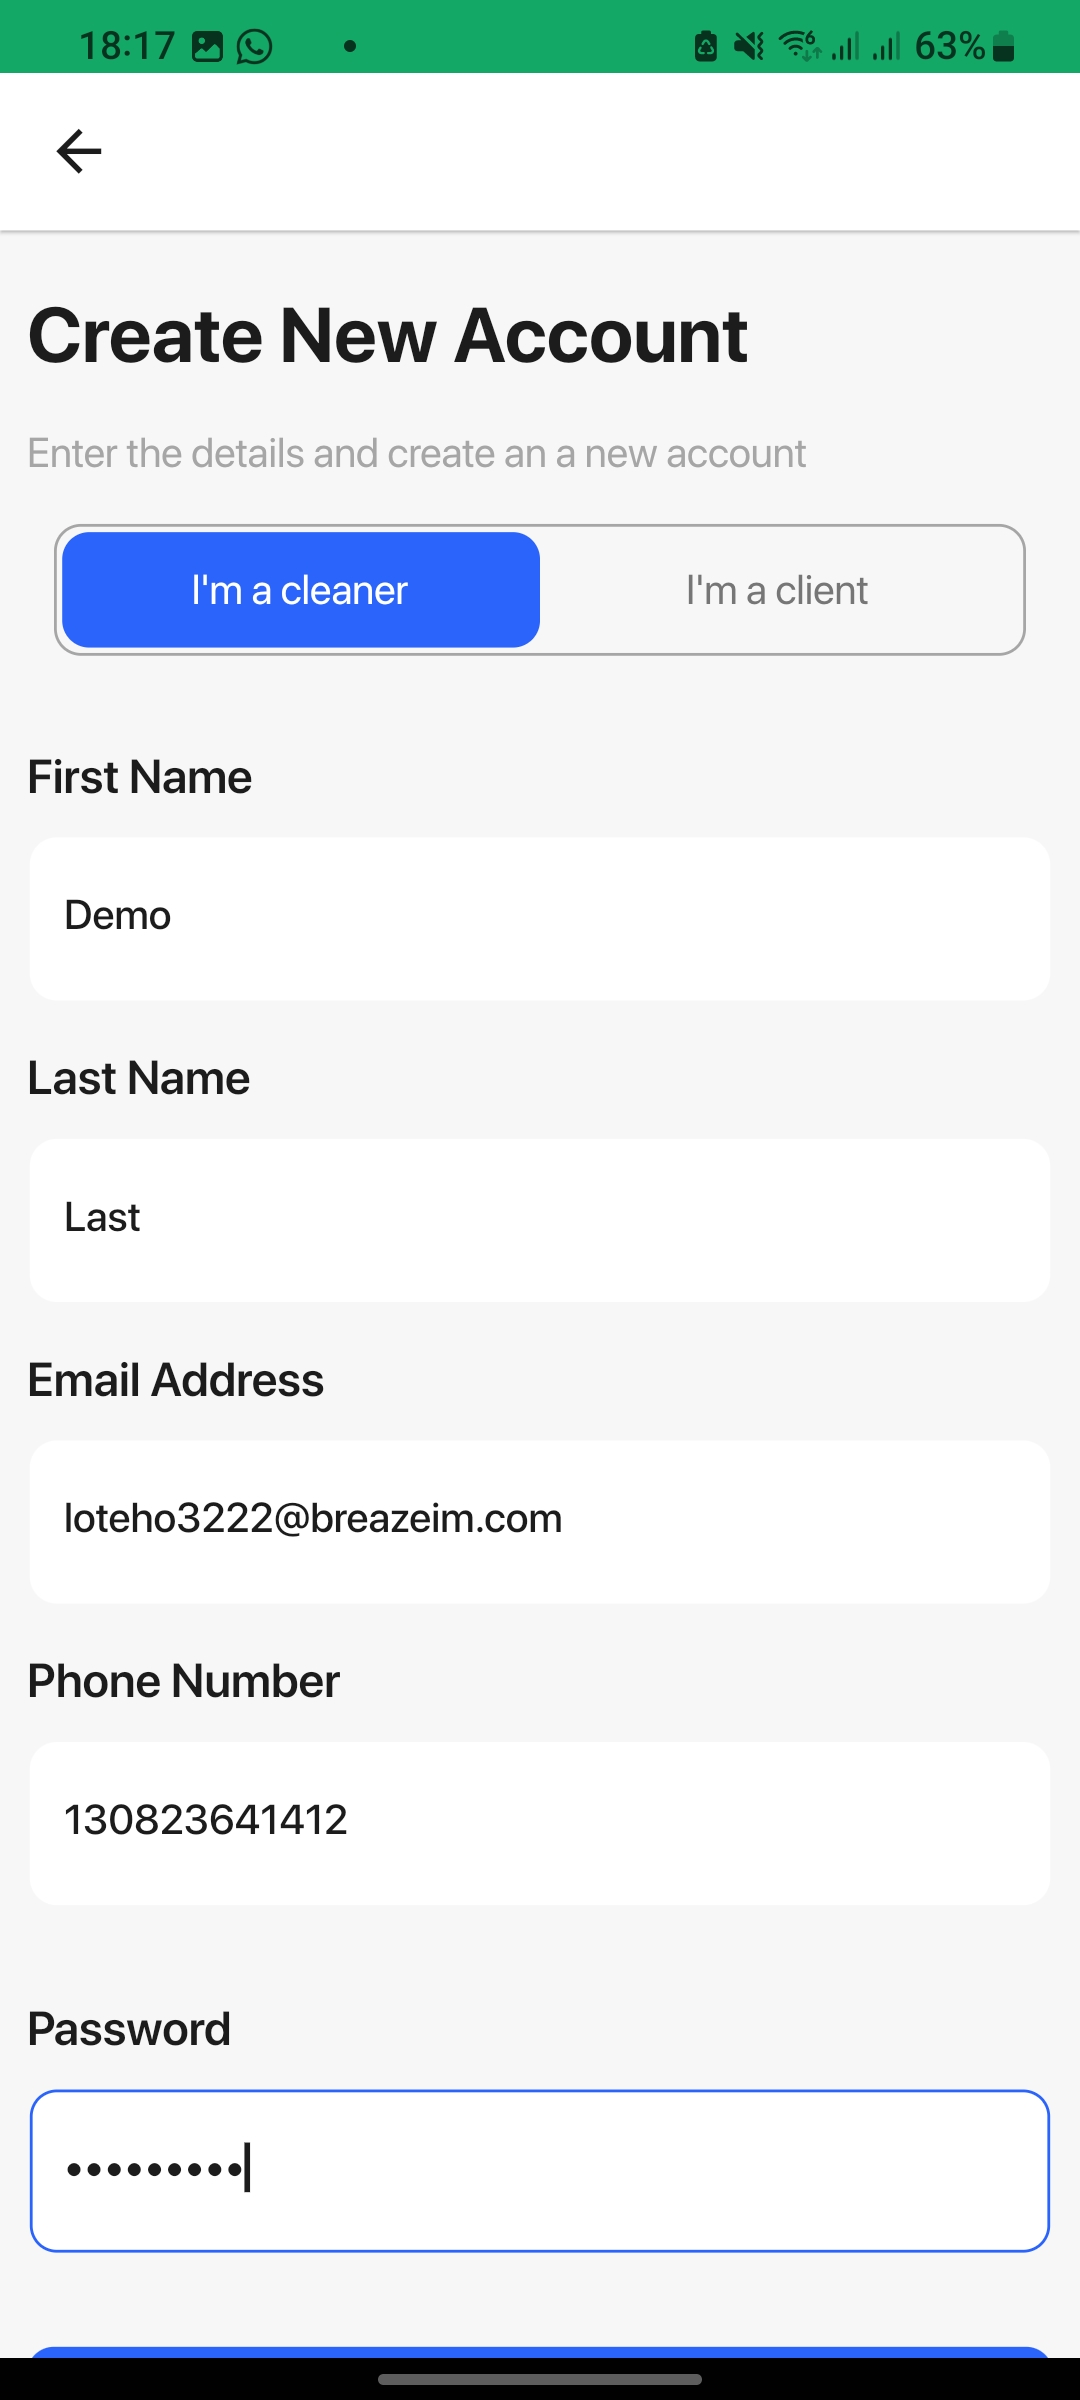 18:17 63%
Create New Account
Enter the details and create an a new account
I'm a cleaner I'm a client
First Name
Demo
Last Name
Last
Email Address
loteho3222@breazeim.com
Phone Number
130823641412
Password
•••••••••